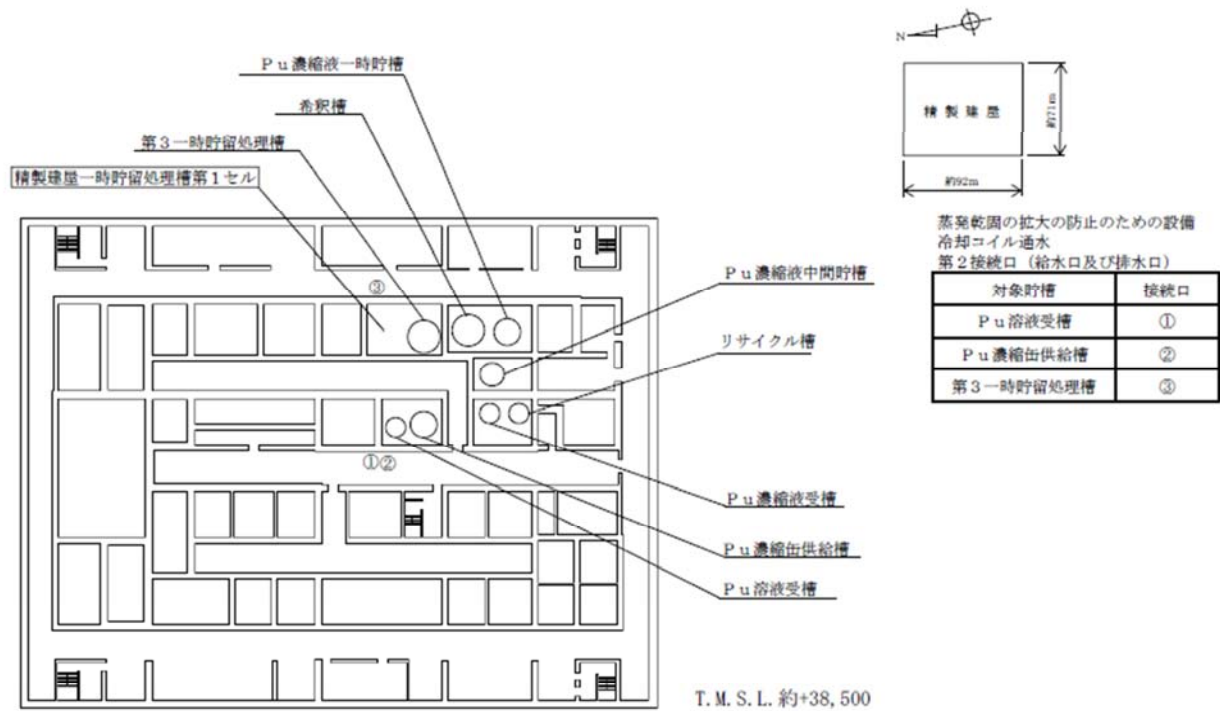 Pu濃縮液一時貯槽
希釈槽
第3一時貯留処理槽
精製建屋一時貯留処理槽第1セル
N
精製建屋
約71m
約92m
蒸発乾固の拡大の防止のための設備
冷却コイル通水
第2接続口(給水口及び排水口)
対象貯槽 接続口
Pu溶液受槽 ①
Pu濃縮缶供給槽 ②
第3一時貯留処理槽 ③
③
Pu濃縮液中間貯槽
リサイクル槽
①②
Pu濃縮液受槽
Pu濃縮缶供給槽
Pu溶液受槽
T.M.S.L.約+38,500